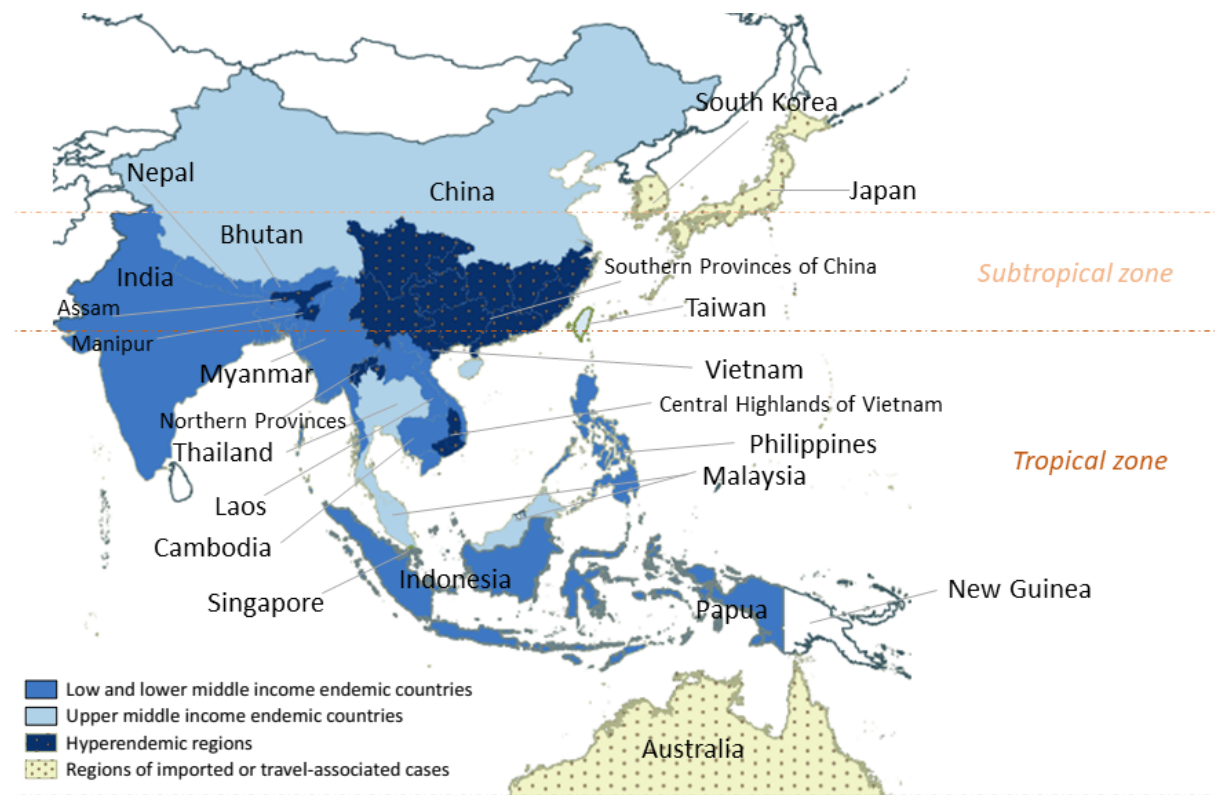 South Korea
Nepal
China
Japan
Bhutan
Southern Provinces of China
India
Subtropical zone
Assam
Taiwan
Manipur
Myanmar
Vietnam
Central Highlands of Vietnam
Northern Provinces
Thailand
Philippines
Tropical zone
Malaysia
Laos
Cambodia
Indonesia
New Guinea
Singapore
Papua
Low and lower middle income endemic countries
Upper middle income endemic countries
Hyperendemic regions
Australia
Regions of imported or travel-associated cases